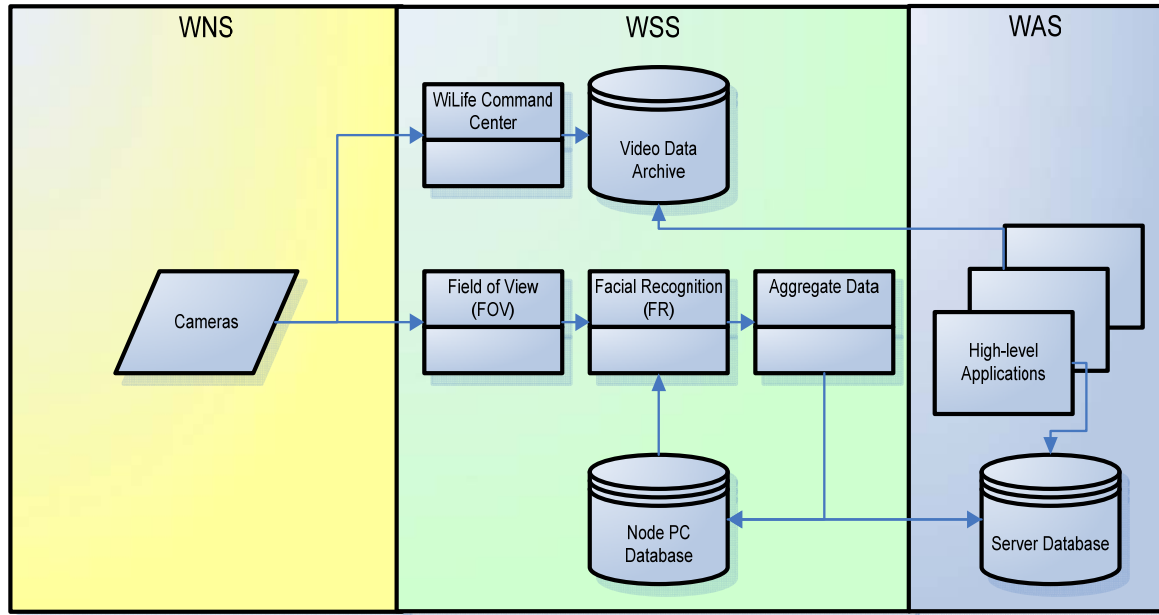 WNS
WSS
WAS
WiLife Command
Center
Video Data
Archive
Cameras
Field of View
(FOV)
Facial Recognition
(FR)
Aggregate Data
High-level
Applications
Node PC
Database
Server Database